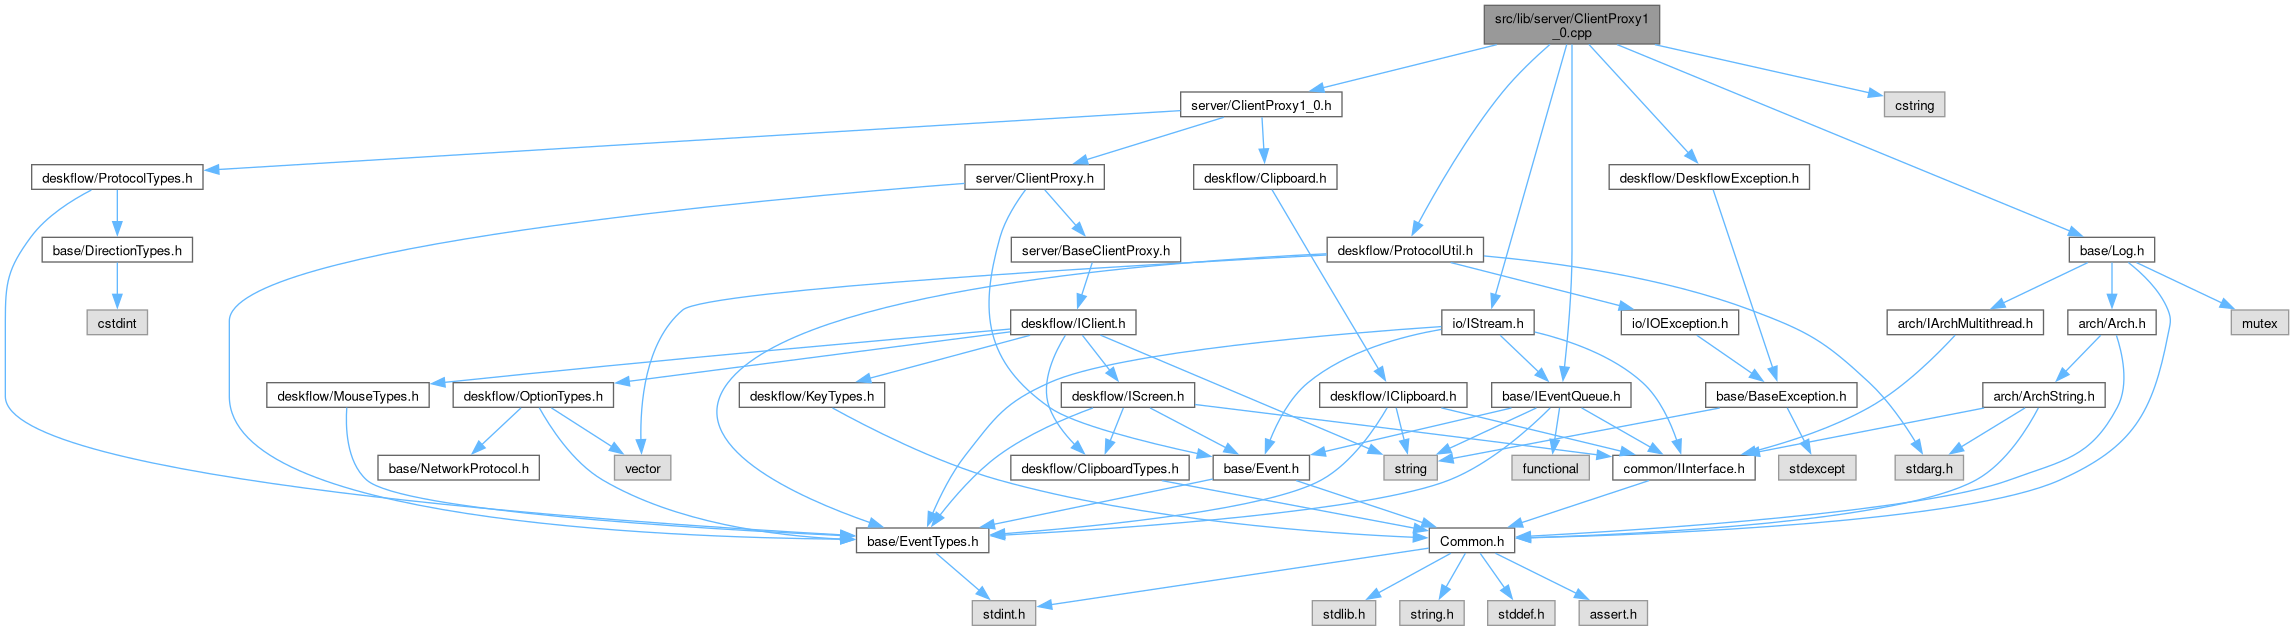 src/lib/server/ClientProxy1
_0.cpp
server/ClientProxy1_0.h
cstring
deskflow/ProtocolTypes.h
server/ClientProxy.h
deskflow/Clipboard.h
deskflow/DeskflowException.h
base/DirectionTypes.h
server/BaseClientProxy.h
deskflow/ProtocolUtil.h
base/Log.h
cstdint
deskflow/IClient.h
io/IStream.h
io/IOException.h
arch/IArchMultithread.h
arch/Arch.h
mutex
deskflow/MouseTypes.h
deskflow/OptionTypes.h
deskflow/KeyTypes.h
deskflow/IScreen.h
deskflow/IClipboard.h
base/IEventQueue.h
base/BaseException.h
arch/ArchString.h
base/NetworkProtocol.h
vector
deskflow/ClipboardTypes.h
base/Event.h
string
functional
common/IInterface.h
stdexcept
stdarg.h
base/EventTypes.h
Common.h
stdint.h
stdlib.h
string.h
stddef.h
assert.h